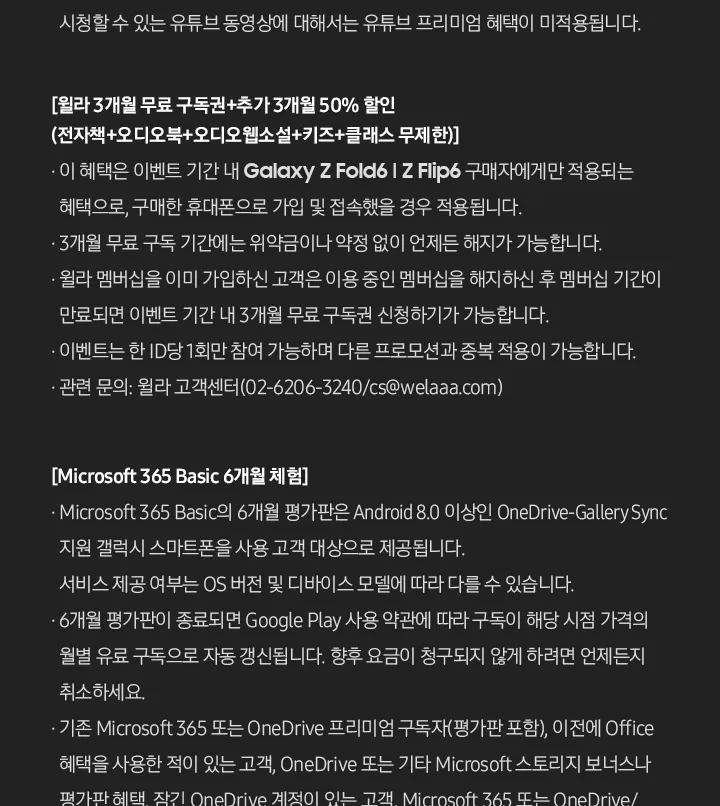 시청할 수 있는 유튜브 동영상에 대해서는 유튜브 프리미엄 혜택이 미적용됩니다.
[윌라 3개월 무료 구독권+추가 3개월 50% 할인
(전자책+오디오북+오디오웹소설+키즈+클래스 무제한)]
· 이 혜택은 이벤트 기간 내 Galaxy Z Fold6 l Z Flip6 구매자에게만 적용되는
혜택으로, 구매한 휴대폰으로 가입 및 접속했을 경우 적용됩니다.
· 3개월 무료 구독 기간에는 위약금이나 약정 없이 언제든 해지가 가능합니다.
· 윌라 멤버십을 이미 가입하신 고객은 이용 중인 멤버십을 해지하신 후 멤버십 기간이
만료되면 이벤트 기간 내 3개월 무료 구독권 신청하기가 가능합니다.
· 이벤트는 한 ID당 1회만 참여 가능하며 다른 프로모션과 중복 적용이 가능합니다.
· 관련 문의: 윌라 고객센터(02-6206-3240/cs@welaaa.com)
[Microsoft 365 Basic 6개월 체험]
· Microsoft 365 Basic의 6개월 평가판은 Android 8.0 이상인 OneDrive-Gallery Sync
지원 갤럭시 스마트폰을 사용 고객 대상으로 제공됩니다.
서비스 제공 여부는 OS 버전 및 디바이스 모델에 따라 다를 수 있습니다.
· 6개월 평가판이 종료되면 Google Play 사용 약관에 따라 구독이 해당 시점 가격의
월별 유료 구독으로 자동 갱신됩니다. 향후 요금이 청구되지 않게 하려면 언제든지
취소하세요.
· 기존 Microsoft 365 또는 OneDrive 프리미엄 구독자(평가판 포함), 이전에 Office
혜택을 사용한 적이 있는 고객, OneDrive 또는 기타 Microsoft 스토리지 보너스나
평가판 혜택, 잠긴 OneDrive 계정이 있는 고객, Microsoft 365 또는 OneDrive/